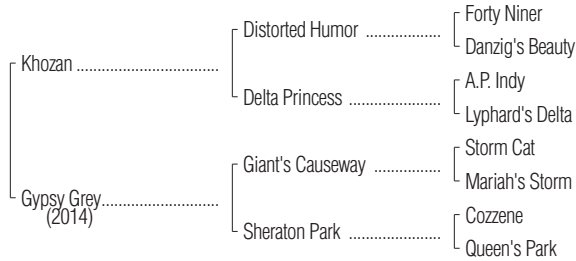 Forty Niner
Distorted Humor ..................
Danzig's Beauty
Khozan ..................................
A.P. Indy
Delta Princess ......................
Lyphard's Delta
Storm Cat
Giant's Causeway ................
Mariah's Storm
Gypsy Grey...........................
(2014)
Cozzene
Sheraton Park ......................
Queen's Park